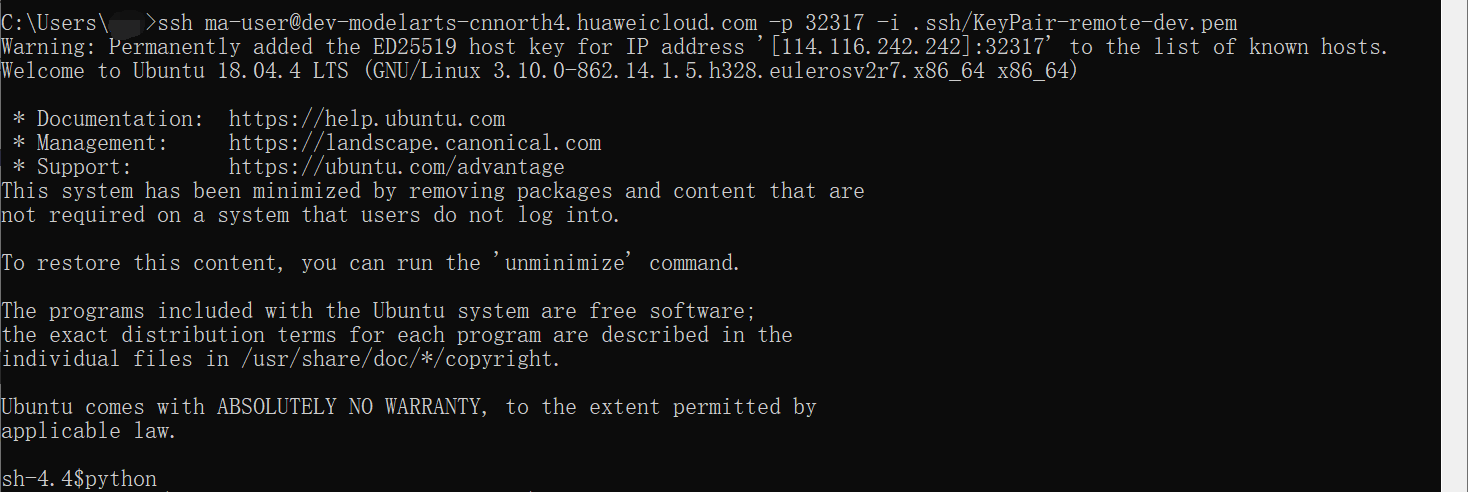 C:\Users\ >ssh ma-user@dev-modelarts-cnnorth4.huaweicloud.com -p 32317 -i .ssh/KeyPair-remote-dev.pem
Warning: Permanently added the ED25519 host key for IP address '[114.116.242.242]:32317' to the list of known hosts.
Welcome to Ubuntu 18.04.4 LTS (GNU/Linux 3.10.0-862.14.1.5.h328.eulerosv2r7.x86_64 x86_64)
* Documentation:  https://help.ubuntu.com
* Management:     https://landscape.canonical.com
* Support:        https://ubuntu.com/advantage
This system has been minimized by removing packages and content that are
not required on a system that users do not log into.
To restore this content, you can run the 'unminimize' command.
The programs included with the Ubuntu system are free software;
the exact distribution terms for each program are described in the
individual files in /usr/share/doc/*/copyright.
Ubuntu comes with ABSOLUTELY NO WARRANTY, to the extent permitted by
applicable law.
sh-4.4$python